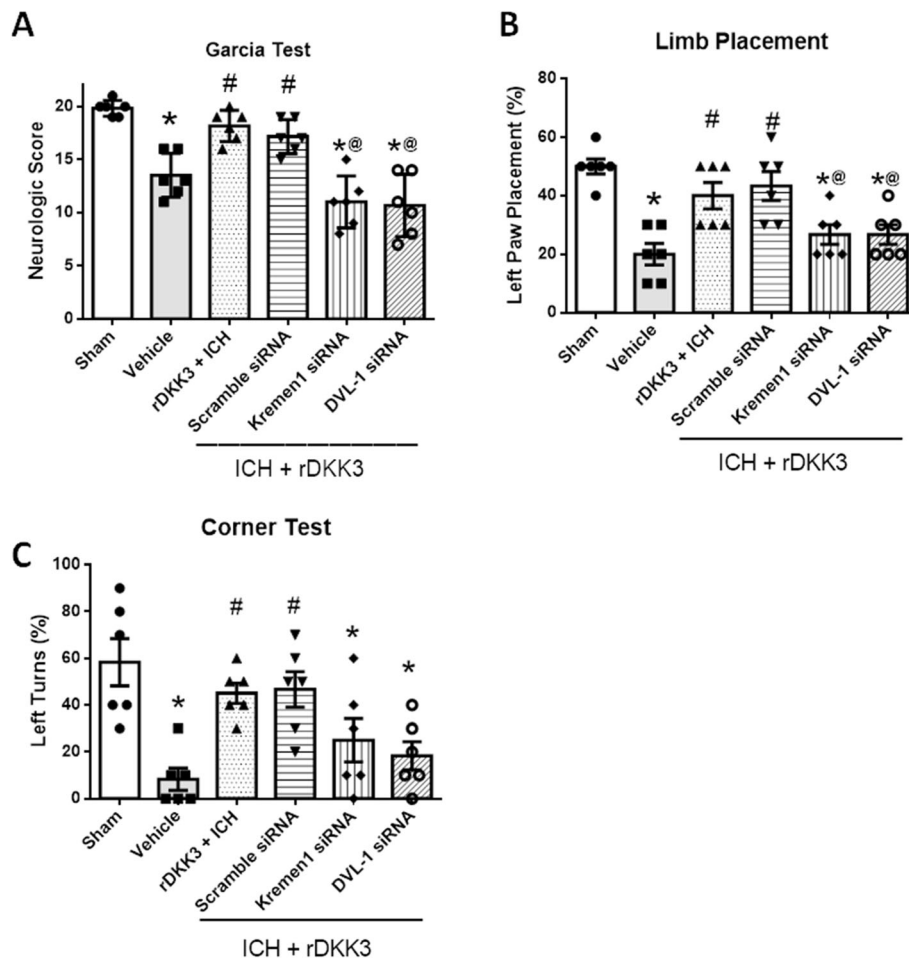 A
Garcia Test
Neurologic Score
20
15
10
5
0
*
#
#
*@
*@
Sham
Vehicle
rDKK3 + ICH
Scramble siRNA
Kremen1 siRNA
DVL-1 siRNA
ICH + rDKK3
B
Limb Placement
Left Paw Placement (%)
80
60
40
20
0
*
#
#
*@
*@
Sham
Vehicle
rDKK3 + ICH
Scramble siRNA
Kremen1 siRNA
DVL-1 siRNA
ICH + rDKK3
C
Corner Test
Left Turns (%)
100
80
60
40
20
0
*
#
#
*
*
Sham
Vehicle
rDKK3 + ICH
Scramble siRNA
Kremen1 siRNA
DVL-1 siRNA
ICH + rDKK3